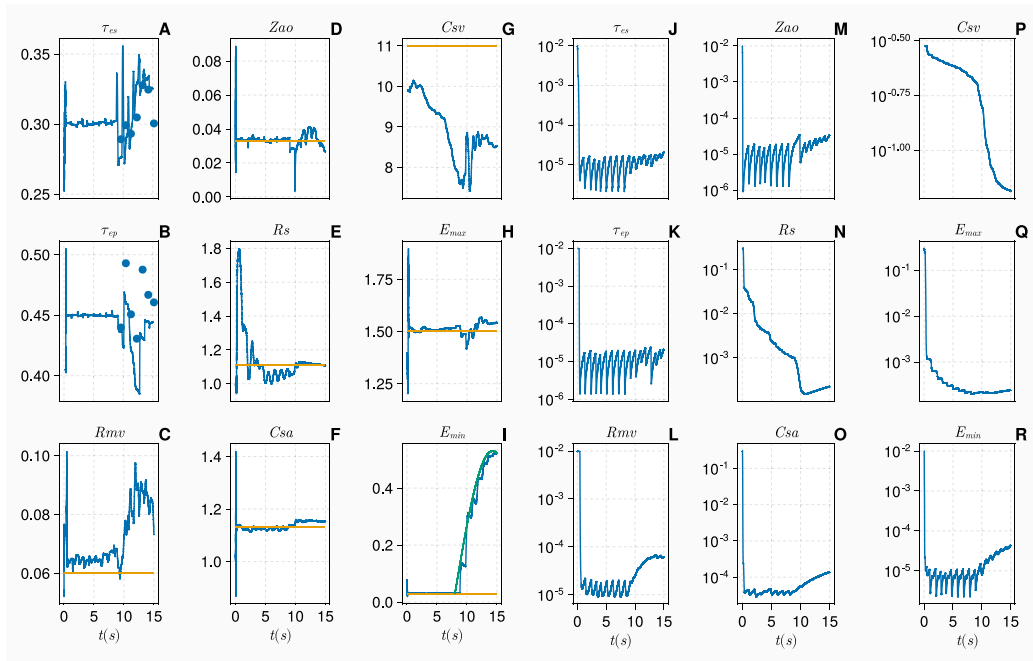 τ_es A
0.35
0.30
0.25
Zao D
0.08
0.06
0.04
0.02
0.00
Csv G
11
10
9
8
τ_es J
10^-2
10^-3
10^-4
10^-5
Zao M
10^-2
10^-3
10^-4
10^-5
10^-6
Csv P
10^-0.50
10^-0.75
10^-1.00
τ_ep B
0.50
0.45
0.40
Rs E
1.8
1.6
1.4
1.2
1.0
E_max H
1.75
1.50
1.25
τ_ep K
10^-2
10^-3
10^-4
10^-5
10^-6
Rs N
10^-1
10^-2
10^-3
E_max Q
10^-1
10^-2
10^-3
Rmv C
0.10
0.08
0.06
0 5 10 15
t(s)
Csa F
1.4
1.2
1.0
0 5 10 15
t(s)
E_min I
0.4
0.2
0.0
0 5 10 15
t(s)
Rmv L
10^-2
10^-3
10^-4
10^-5
0 5 10 15
t(s)
Csa O
10^-1
10^-2
10^-3
10^-4
0 5 10 15
t(s)
E_min R
10^-2
10^-3
10^-4
10^-5
0 5 10 15
t(s)